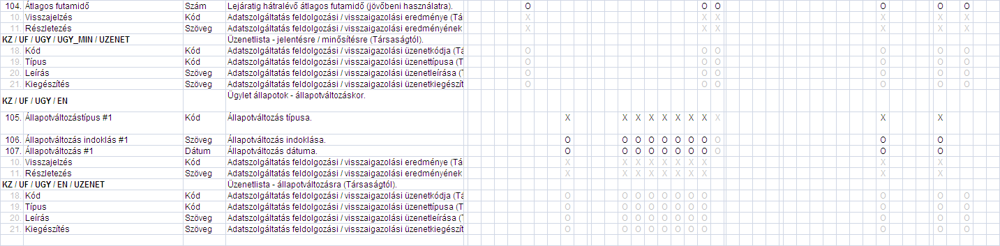 104. Átlagos futamidő Szám Lejáratig hátralévő átlagos futamidő (jövőbeni használatra). O O O O O O
10. Visszajelzés Kód Adatszolgáltatás feldolgozási / visszaigazolási eredménye (Tá X X X X X X
11. Részletezés Szöveg Adatszolgáltatás feldolgozási / visszaigazolási eredményének X X X X X X
KZ / UF / UGY / UGY_MIN / UZENET Üzenetlista - jelentésre / minősítésre (Társaságtól).
18. Kód Kód Adatszolgáltatás feldolgozási / visszaigazolási üzenetkódja (Tá O O O O O O
19. Típus Kód Adatszolgáltatás feldolgozási / visszaigazolási üzenettípusa (T O O O O O O
20. Leírás Szöveg Adatszolgáltatás feldolgozási / visszaigazolási üzenetleírása (T O O O O O O
21. Kiegészítés Szöveg Adatszolgáltatás feldolgozási / visszaigazolási üzenetkiegészít O O O O O O
KZ / UF / UGY / EN Ügylet állapotok - állapotváltozáskor.
105. Állapotváltozástípus #1 Kód Állapotváltozás típusa. X X X X X X X X X X X
106. Állapotváltozás indoklás #1 Szöveg Állapotváltozás indoklása. O O O O O O O O O O O
107. Állapotváltozás #1 Dátum Állapotváltozás dátuma. O O O O O O O O O O O
10. Visszajelzés Kód Adatszolgáltatás feldolgozási / visszaigazolási eredménye (Tá X X X X X X X X X X
11. Részletezés Szöveg Adatszolgáltatás feldolgozási / visszaigazolási eredményének X X X X X X X X X X
KZ / UF / UGY / EN / UZENET Üzenetlista - állapotváltozásra (Társaságtól).
18. Kód Kód Adatszolgáltatás feldolgozási / visszaigazolási üzenetkódja (Tá O O O O O O O O O O O
19. Típus Kód Adatszolgáltatás feldolgozási / visszaigazolási üzenettípusa (T O O O O O O O O O O O
20. Leírás Szöveg Adatszolgáltatás feldolgozási / visszaigazolási üzenetleírása (T O O O O O O O O O O O
21. Kiegészítés Szöveg Adatszolgáltatás feldolgozási / visszaigazolási üzenetkiegészít O O O O O O O O O O O